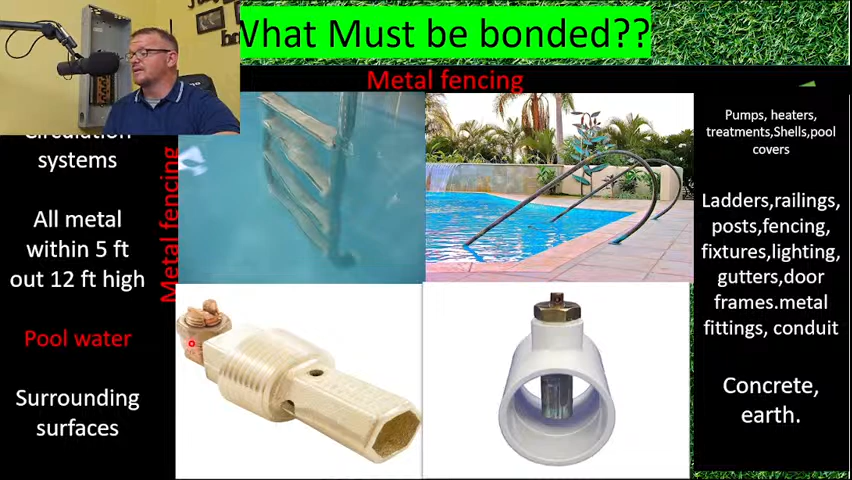 What Must be bonded??
Metal fencing
Circulation
systems
All metal
within 5 ft
out 12 ft high
Pool water
Surrounding
surfaces
Metal fencing
Pumps, heaters,
treatments,Shells,pool
covers
Ladders,railings,
posts,fencing,
fixtures,lighting,
gutters,door
frames.metal
fittings, conduit
Concrete,
earth.